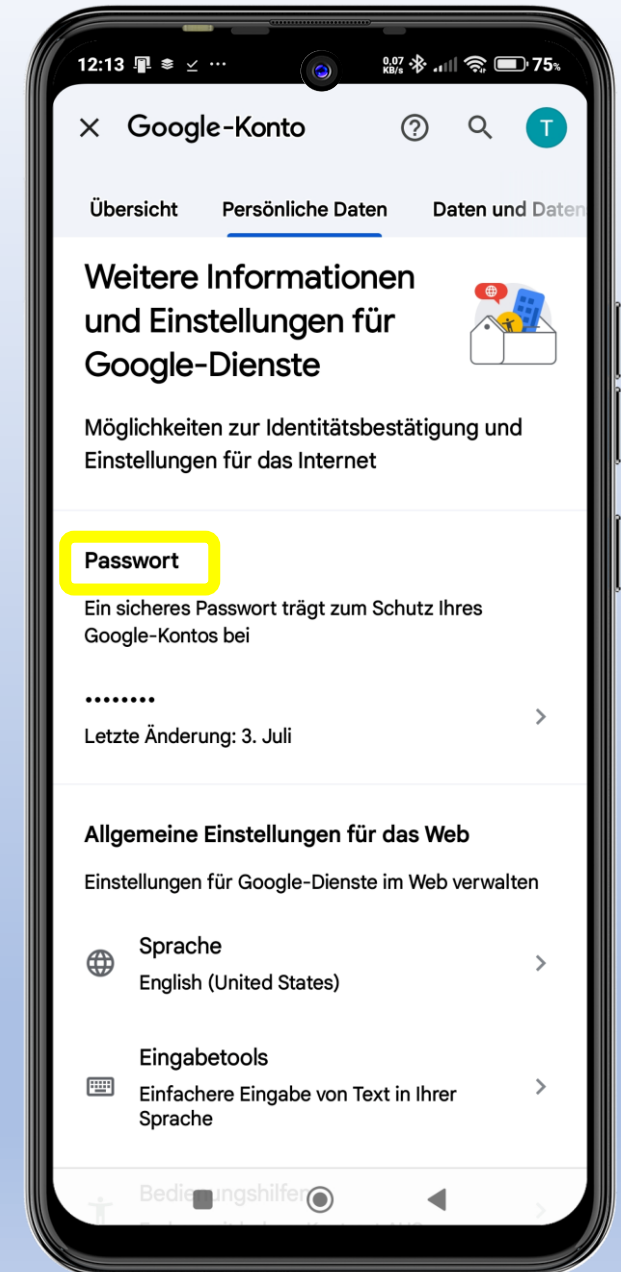 12:13 ... 0,07 KB/s 75%
Google-Konto T
Übersicht Persönliche Daten Daten und Daten
Weitere Informationen
und Einstellungen für
Google-Dienste
Möglichkeiten zur Identitätsbestätigung und
Einstellungen für das Internet
Passwort
Ein sicheres Passwort trägt zum Schutz Ihres
Google-Kontos bei
••••••••
Letzte Änderung: 3. Juli
Allgemeine Einstellungen für das Web
Einstellungen für Google-Dienste im Web verwalten
Sprache
English (United States)
Eingabetools
Einfachere Eingabe von Text in Ihrer
Sprache
Bedienungshilfen